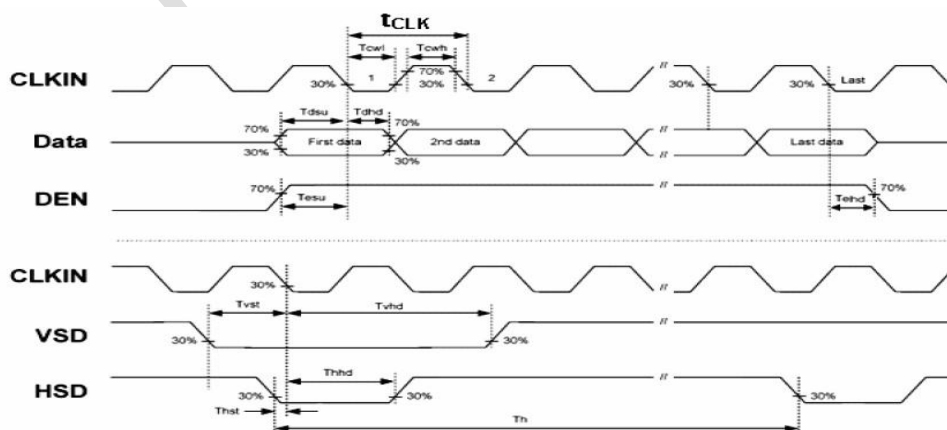 tCLK
Tcwl Tcwh
CLKIN 30% 1 70% 30% 2 30% 30% Last
Tdsu Tdhd
70% 70%
Data First data 2nd data Last data
30% 30%
DEN 70% Tesu Tehd 70%
CLKIN 30%
Tvst Tvhd
VSD 30% 30%
Thhd
HSD 30% 30% 30%
Thst Th